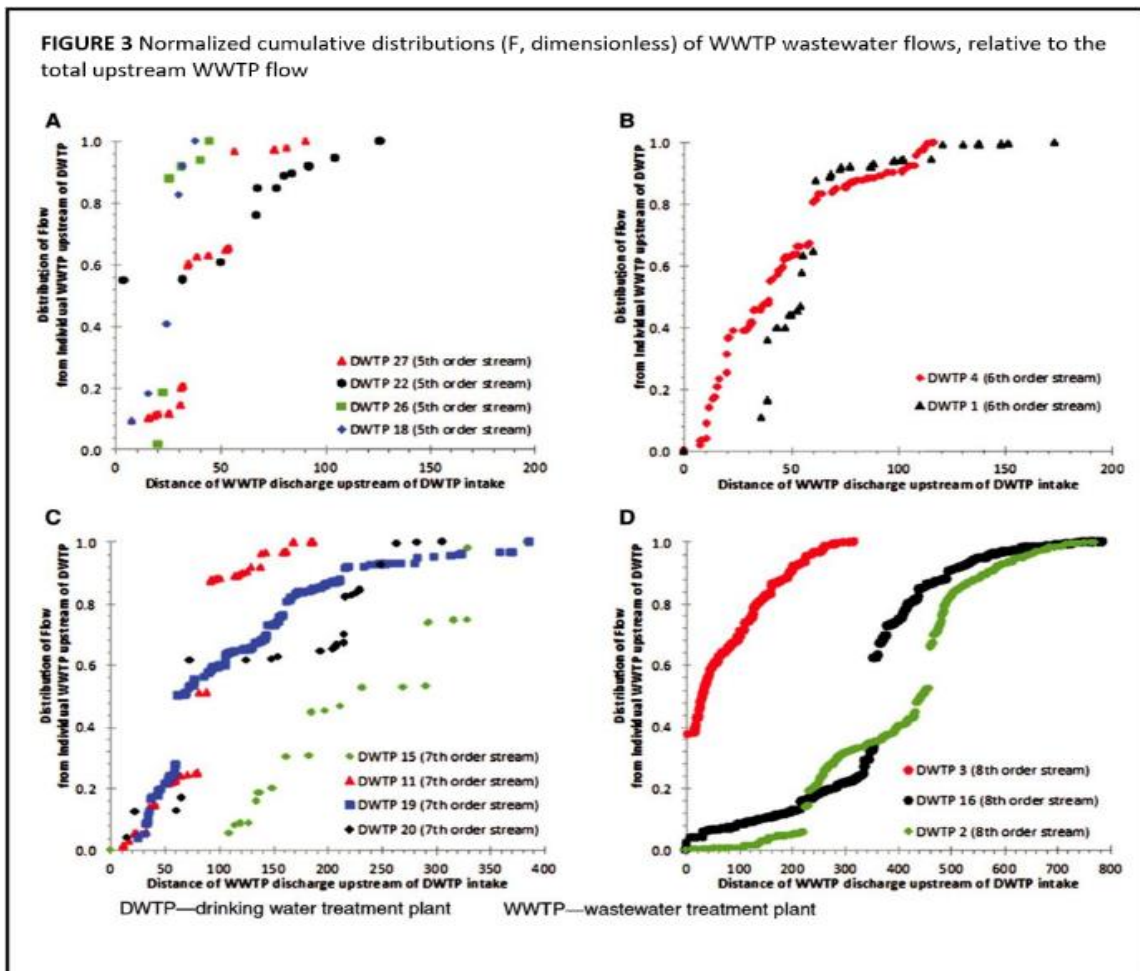 FIGURE 3 Normalized cumulative distributions (F, dimensionless) of WWTP wastewater flows, relative to the
total upstream WWTP flow
A
Distribution of Flow
from Individual WWTP upstream of DWTP
1.0
0.8
0.6
0.4
0.2
0.0
DWTP 27 (5th order stream)
DWTP 22 (5th order stream)
DWTP 26 (5th order stream)
DWTP 18 (5th order stream)
0 50 100 150 200
Distance of WWTP discharge upstream of DWTP intake
B
Distribution of Flow
from Individual WWTP upstream of DWTP
1.0
0.8
0.6
0.4
0.2
0.0
DWTP 4 (6th order stream)
DWTP 1 (6th order stream)
0 50 100 150 200
Distance of WWTP discharge upstream of DWTP intake
C
Distribution of Flow
from Individual WWTP upstream of DWTP
1.0
0.8
0.6
0.4
0.2
0.0
DWTP 15 (7th order stream)
DWTP 11 (7th order stream)
DWTP 19 (7th order stream)
DWTP 20 (7th order stream)
0 50 100 150 200 250 300 350 400
Distance of WWTP discharge upstream of DWTP intake
D
Distribution of Flow
from Individual WWTP upstream of DWTP
1.0
0.8
0.6
0.4
0.2
0.0
DWTP 3 (8th order stream)
DWTP 16 (8th order stream)
DWTP 2 (8th order stream)
0 100 200 300 400 500 600 700 800
Distance of WWTP discharge upstream of DWTP intake
DWTP—drinking water treatment plant WWTP—wastewater treatment plant